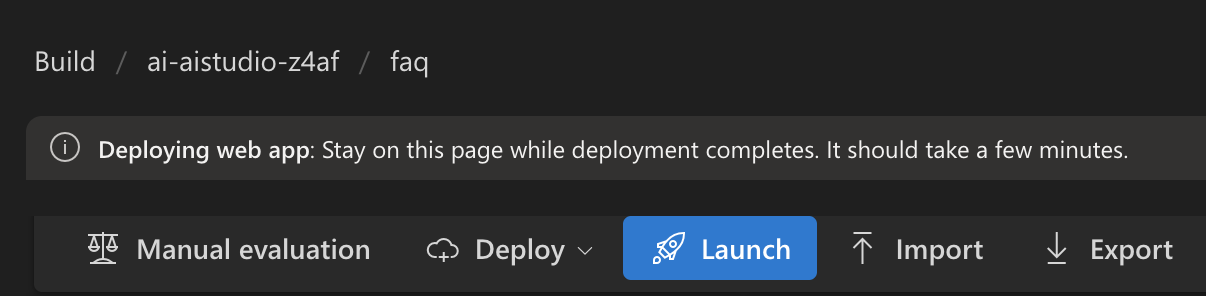 Build / ai-aistudio-z4af / faq
Deploying web app: Stay on this page while deployment completes. It should take a few minutes.
Manual evaluation Deploy Launch Import Export